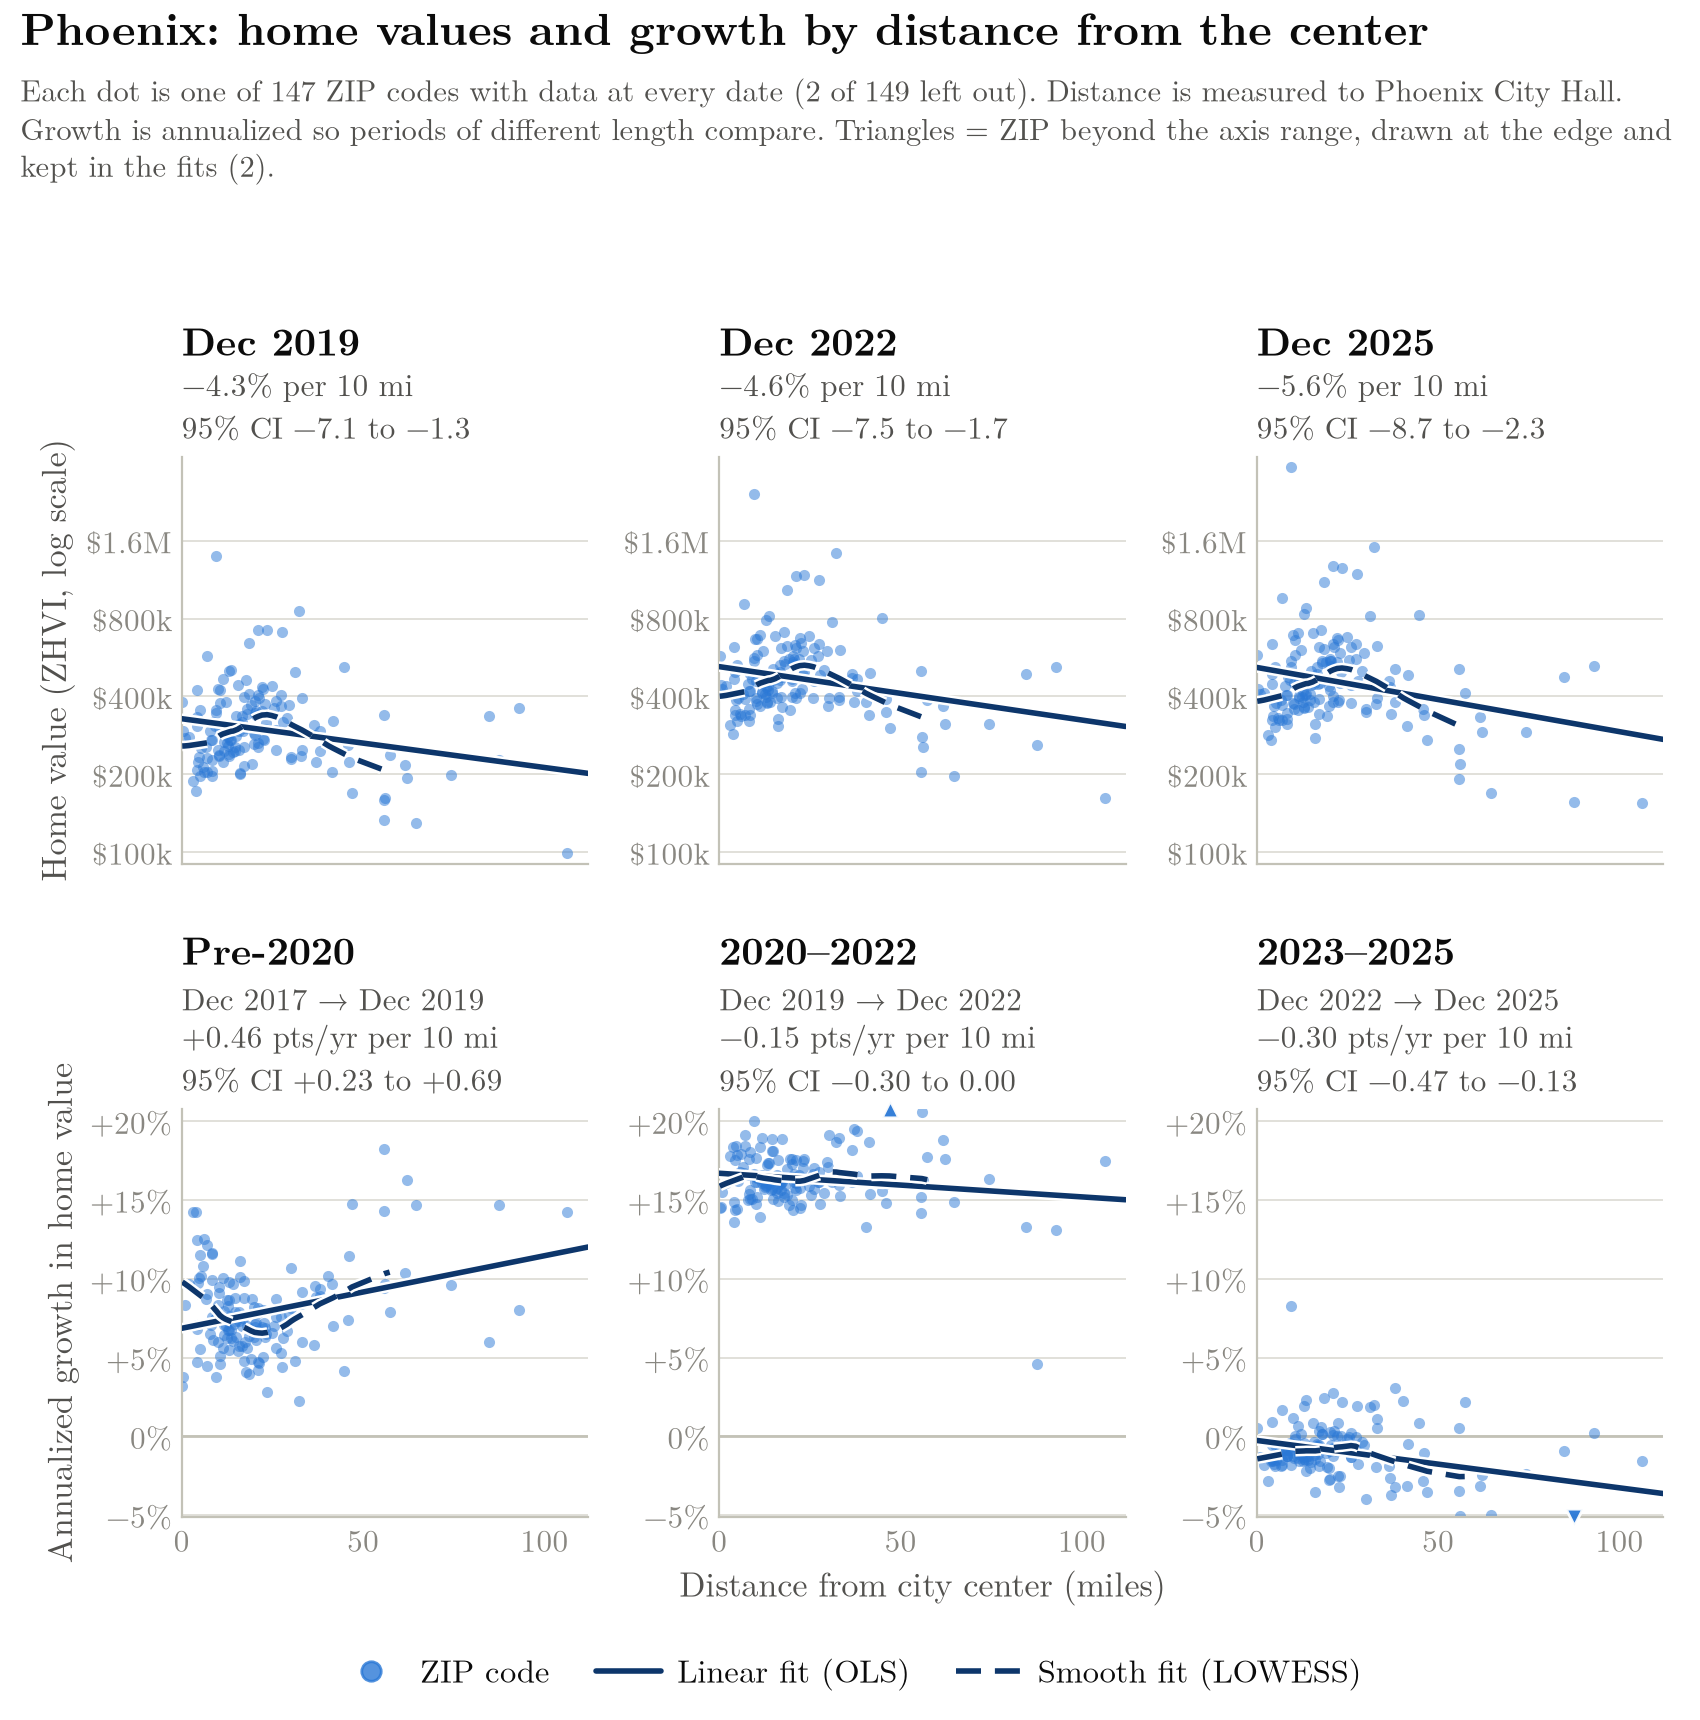 Phoenix: home values and growth by distance from the center
Each dot is one of 147 ZIP codes with data at every date (2 of 149 left out). Distance is measured to Phoenix City Hall.
Growth is annualized so periods of different length compare. Triangles = ZIP beyond the axis range, drawn at the edge and
kept in the fits (2).
Dec 2019
−4.3% per 10 mi
95% CI −7.1 to −1.3
Dec 2022
−4.6% per 10 mi
95% CI −7.5 to −1.7
Dec 2025
−5.6% per 10 mi
95% CI −8.7 to −2.3
Home value (ZHVI, log scale)
$1.6M
$800k
$400k
$200k
$100k
$1.6M
$800k
$400k
$200k
$100k
$1.6M
$800k
$400k
$200k
$100k
Pre-2020
Dec 2017 → Dec 2019
+0.46 pts/yr per 10 mi
95% CI +0.23 to +0.69
2020–2022
Dec 2019 → Dec 2022
−0.15 pts/yr per 10 mi
95% CI −0.30 to 0.00
2023–2025
Dec 2022 → Dec 2025
−0.30 pts/yr per 10 mi
95% CI −0.47 to −0.13
Annualized growth in home value
+20%
+15%
+10%
+5%
0%
−5%
0 50 100
+20%
+15%
+10%
+5%
0%
−5%
0 50 100
+20%
+15%
+10%
+5%
0%
−5%
0 50 100
Distance from city center (miles)
ZIP code
Linear fit (OLS)
Smooth fit (LOWESS)